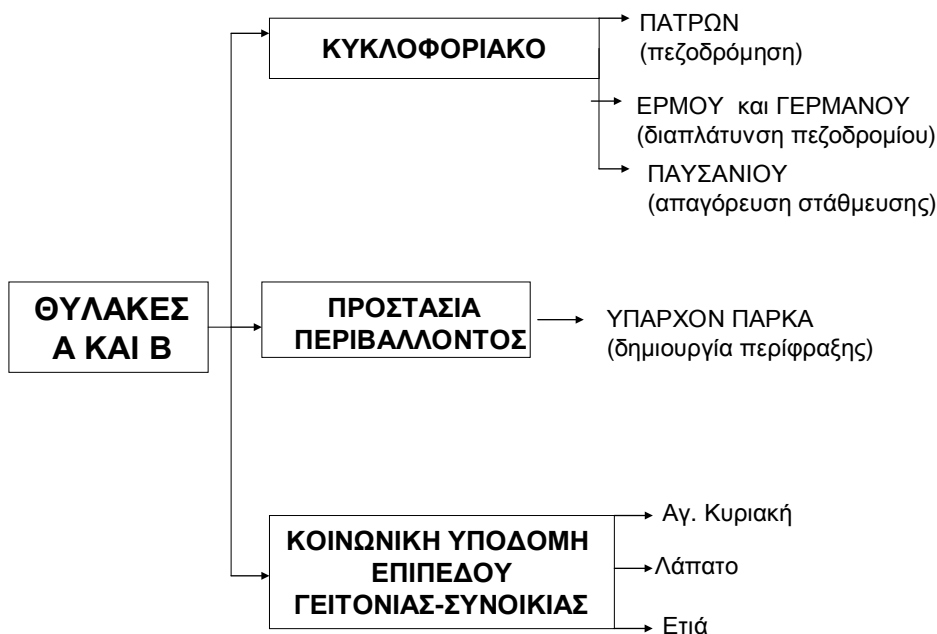 ΚΥΚΛΟΦΟΡΙΑΚΟ
ΠΑΤΡΩΝ
(πεζοδρόμηση)
ΕΡΜΟΥ και ΓΕΡΜΑΝΟΥ
(διαπλάτυνση πεζοδρομίου)
ΠΑΥΣΑΝΙΟΥ
(απαγόρευση στάθμευσης)
ΘΥΛΑΚΕΣ
Α ΚΑΙ Β
ΠΡΟΣΤΑΣΙΑ
ΠΕΡΙΒΑΛΛΟΝΤΟΣ
ΥΠΑΡΧΟΝ ΠΑΡΚΑ
(δημιουργία περίφραξης)
ΚΟΙΝΩΝΙΚΗ ΥΠΟΔΟΜΗ
ΕΠΙΠΕΔΟΥ
ΓΕΙΤΟΝΙΑΣ-ΣΥΝΟΙΚΙΑΣ
Αγ. Κυριακή
Λάπατο
Ετιά